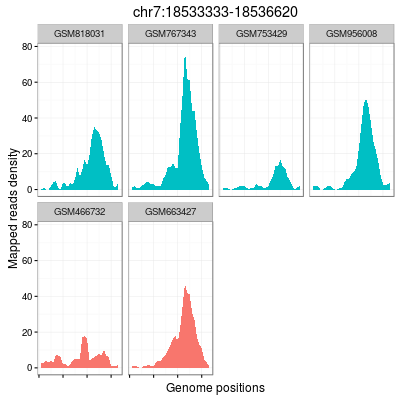 chr7:18533333-18536620
GSM818031 GSM767343 GSM753429 GSM956008
80
60
40
20
0
Mapped reads density
GSM466732 GSM663427
80
60
40
20
0
Genome positions